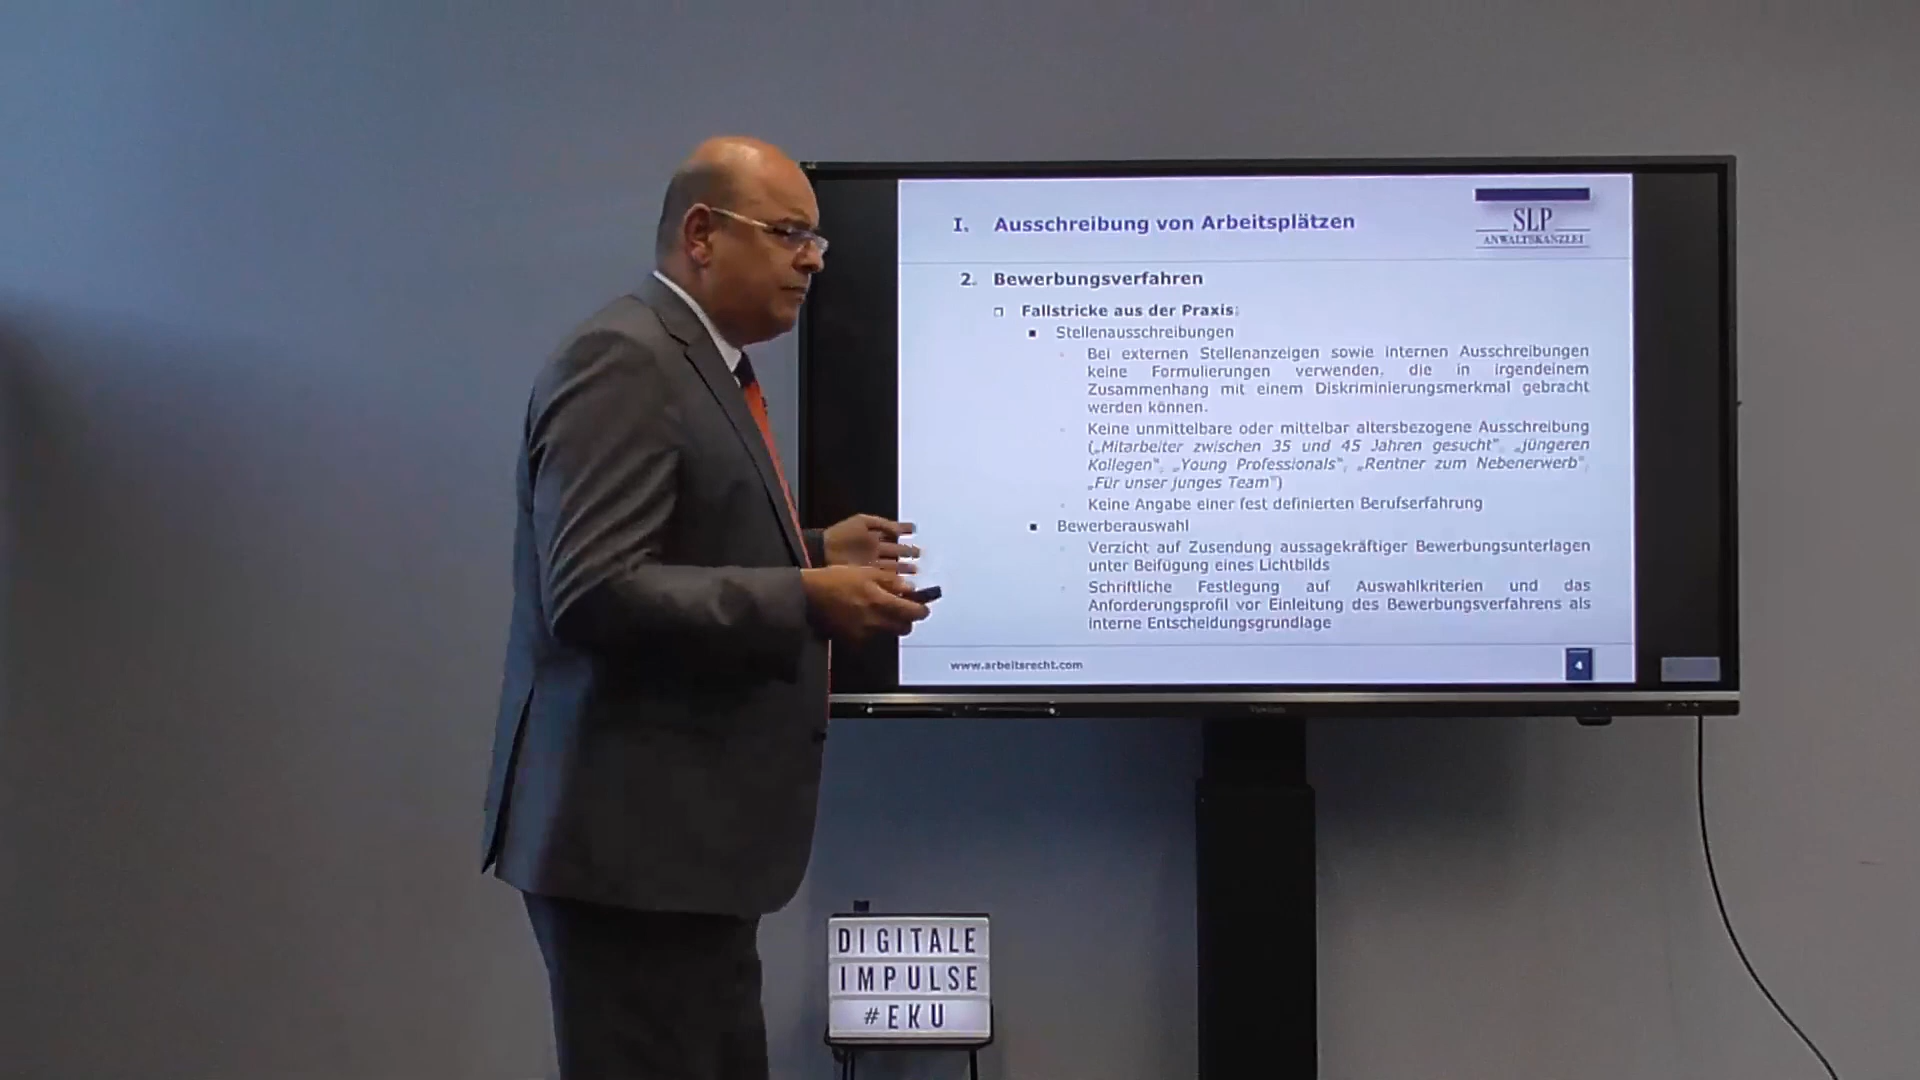 I. Ausschreibung von Arbeitsplätzen
SLP
ANWALTSKANZLEI
2. Bewerbungsverfahren
Fallstricke aus der Praxis:
Stellenausschreibungen
Bei externen Stellenanzeigen sowie internen Ausschreibungen
keine Formulierungen verwenden, die in irgendeinem
Zusammenhang mit einem Diskriminierungsmerkmal gebracht
werden können.
Keine unmittelbare oder mittelbar altersbezogene Ausschreibung
(„Mitarbeiter zwischen 35 und 45 Jahren gesucht“, „jüngeren
Kollegen“, „Young Professionals“, „Rentner zum Nebenerwerb“,
„Für unser junges Team“)
Keine Angabe einer fest definierten Berufserfahrung
Bewerberauswahl
Verzicht auf Zusendung aussagekräftiger Bewerbungsunterlagen
unter Beifügung eines Lichtbilds
Schriftliche Festlegung auf Auswahlkriterien und das
Anforderungsprofil vor Einleitung des Bewerbungsverfahrens als
interne Entscheidungsgrundlage
www.arbeitsrecht.com
4
DIGITALE
IMPULSE
#EKU